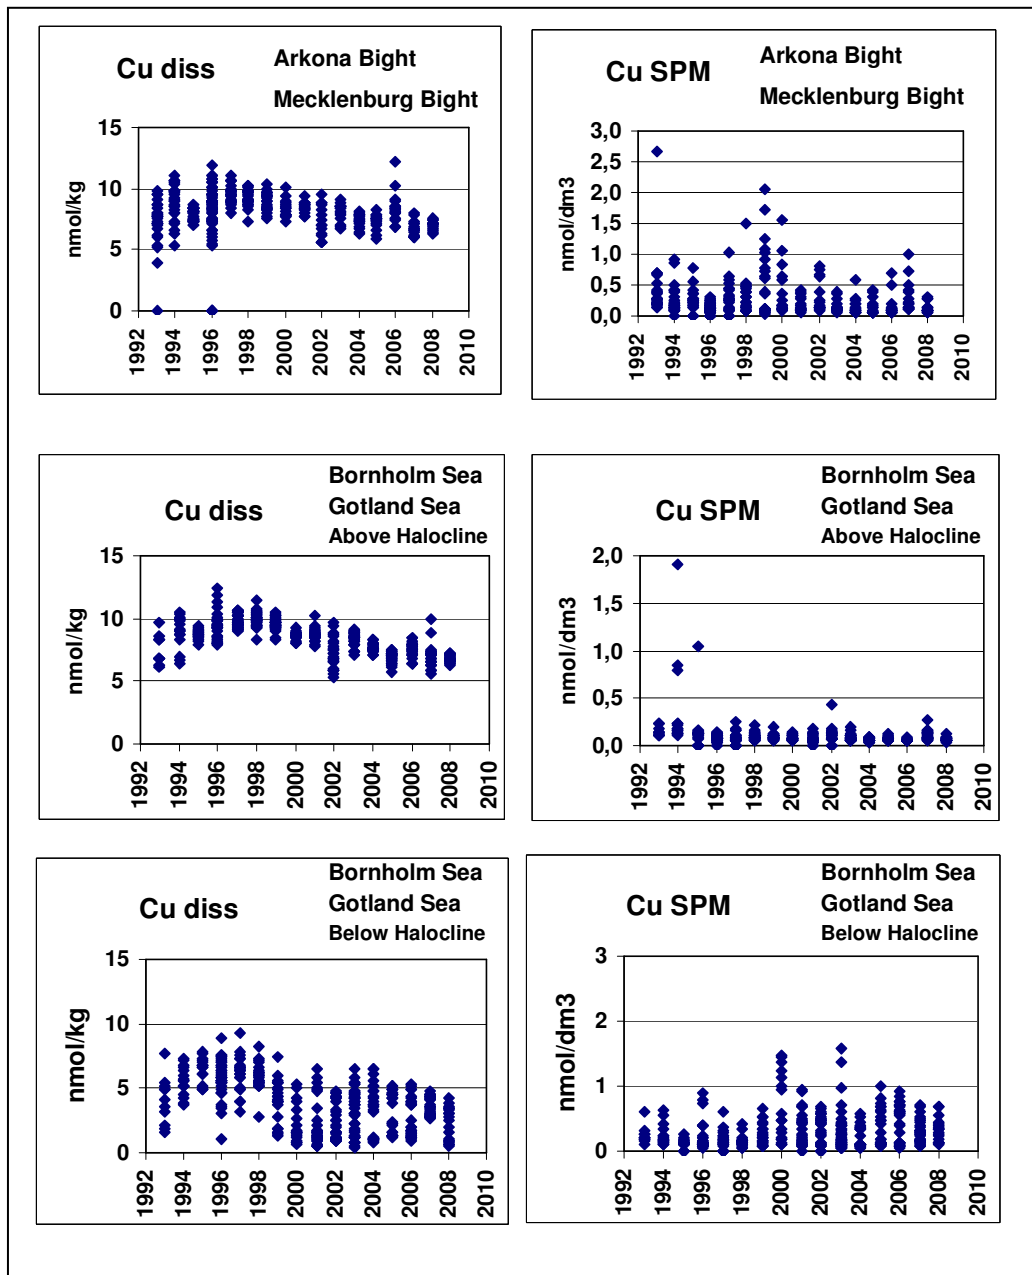 Cu diss
Arkona Bight
Mecklenburg Bight
nmol/kg
15
10
5
0
1992 1994 1996 1998 2000 2002 2004 2006 2008 2010
Cu SPM
Arkona Bight
Mecklenburg Bight
nmol/dm3
3,0
2,5
2,0
1,5
1,0
0,5
0,0
1992 1994 1996 1998 2000 2002 2004 2006 2008 2010
Cu diss
Bornholm Sea
Gotland Sea
Above Halocline
nmol/kg
15
10
5
0
1992 1994 1996 1998 2000 2002 2004 2006 2008 2010
Cu SPM
Bornholm Sea
Gotland Sea
Above Halocline
nmol/dm3
2,0
1,5
1,0
0,5
0,0
1992 1994 1996 1998 2000 2002 2004 2006 2008 2010
Cu diss
Bornholm Sea
Gotland Sea
Below Halocline
nmol/kg
15
10
5
0
1992 1994 1996 1998 2000 2002 2004 2006 2008 2010
Cu SPM
Bornholm Sea
Gotland Sea
Below Halocline
nmol/dm3
3
2
1
0
1992 1994 1996 1998 2000 2002 2004 2006 2008 2010